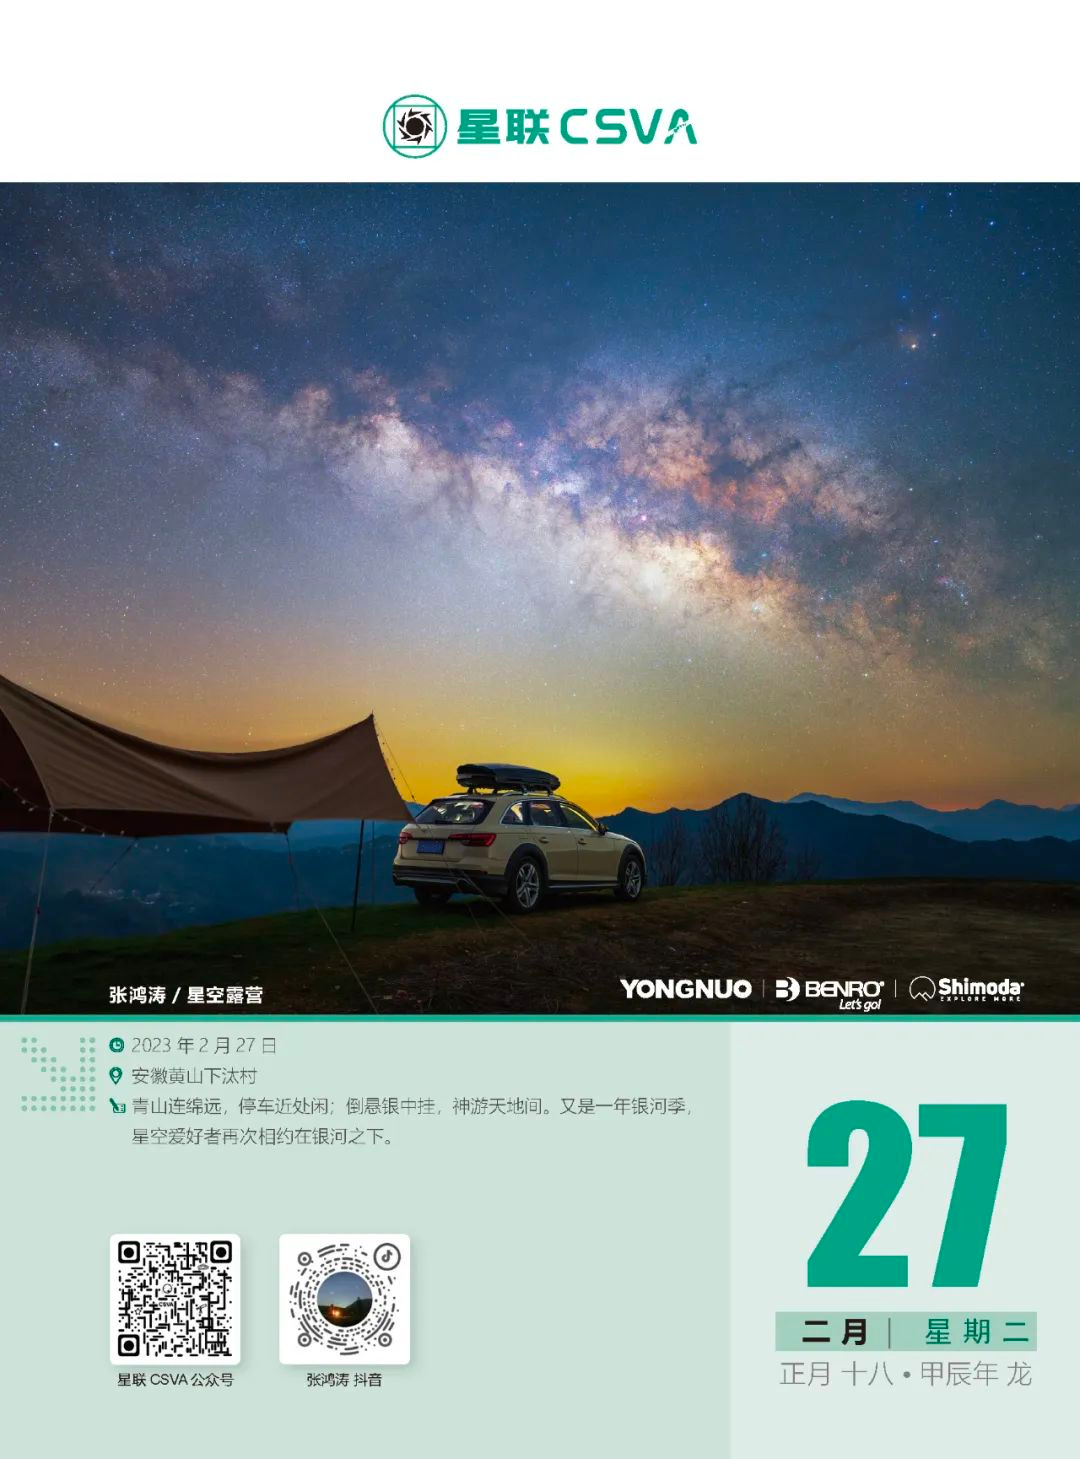 星联CSVA
张鸿涛 / 星空露营
YONGNUO | BENRO Let's go! | Shimoda EXPLORE MORE
2023 年 2 月 27 日
安徽黄山下汰村
青山连绵远，停车近处闲；倒悬银中挂，神游天地间。又是一年银河季，
星空爱好者再次相约在银河之下。
27
二月 | 星期二
正月 十八 • 甲辰年 龙
CSVA
星联 CSVA 公众号
张鸿涛 抖音